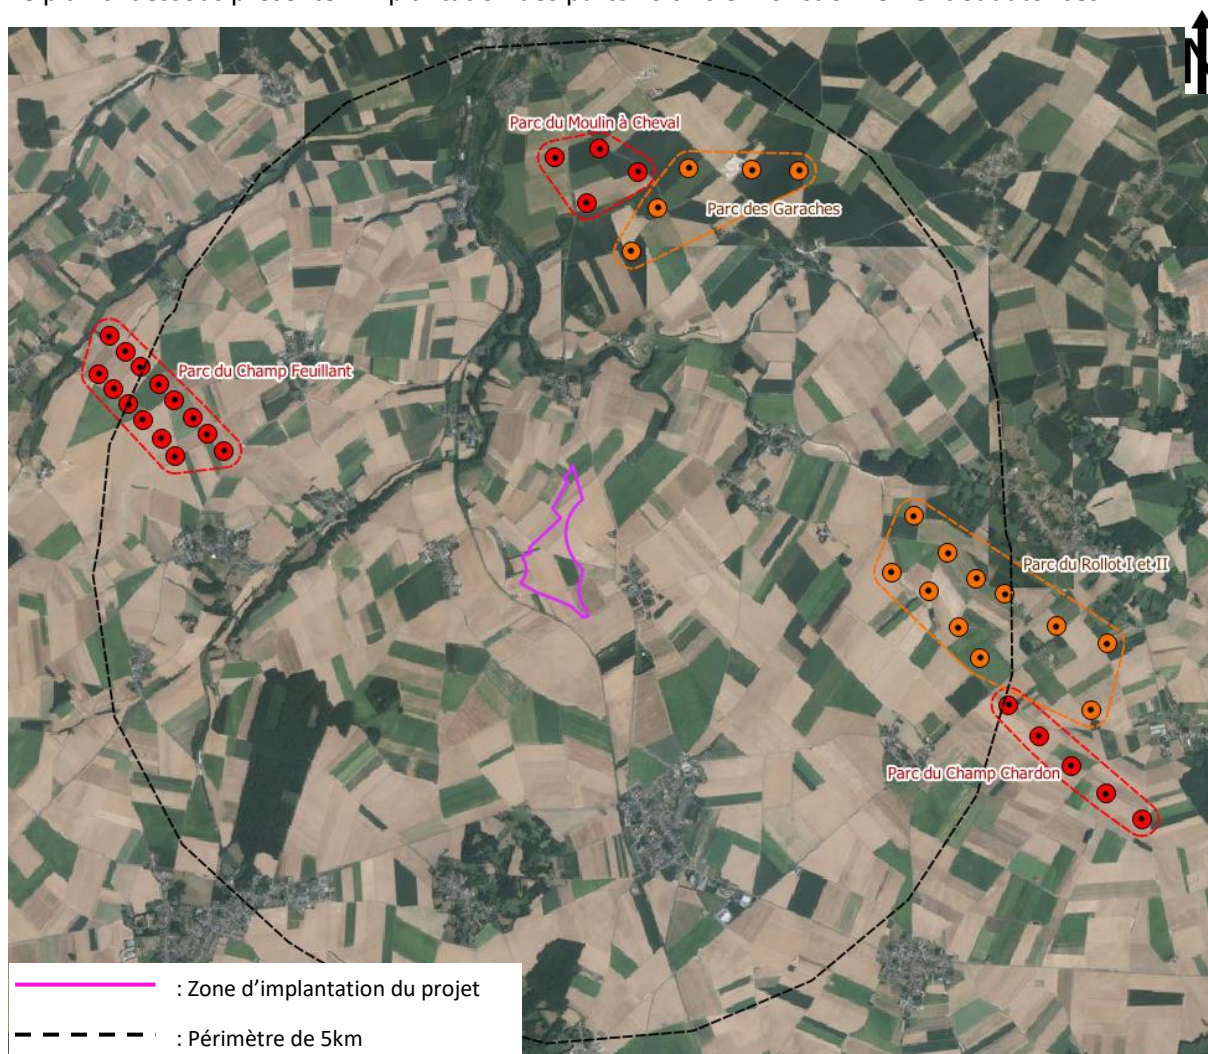 N
Parc du Moulin à Cheval
Parc des Garaches
Parc du Champ Feuillant
Parc du Rollot I et II
Parc du Champ Chardon
: Zone d’implantation du projet
: Périmètre de 5km